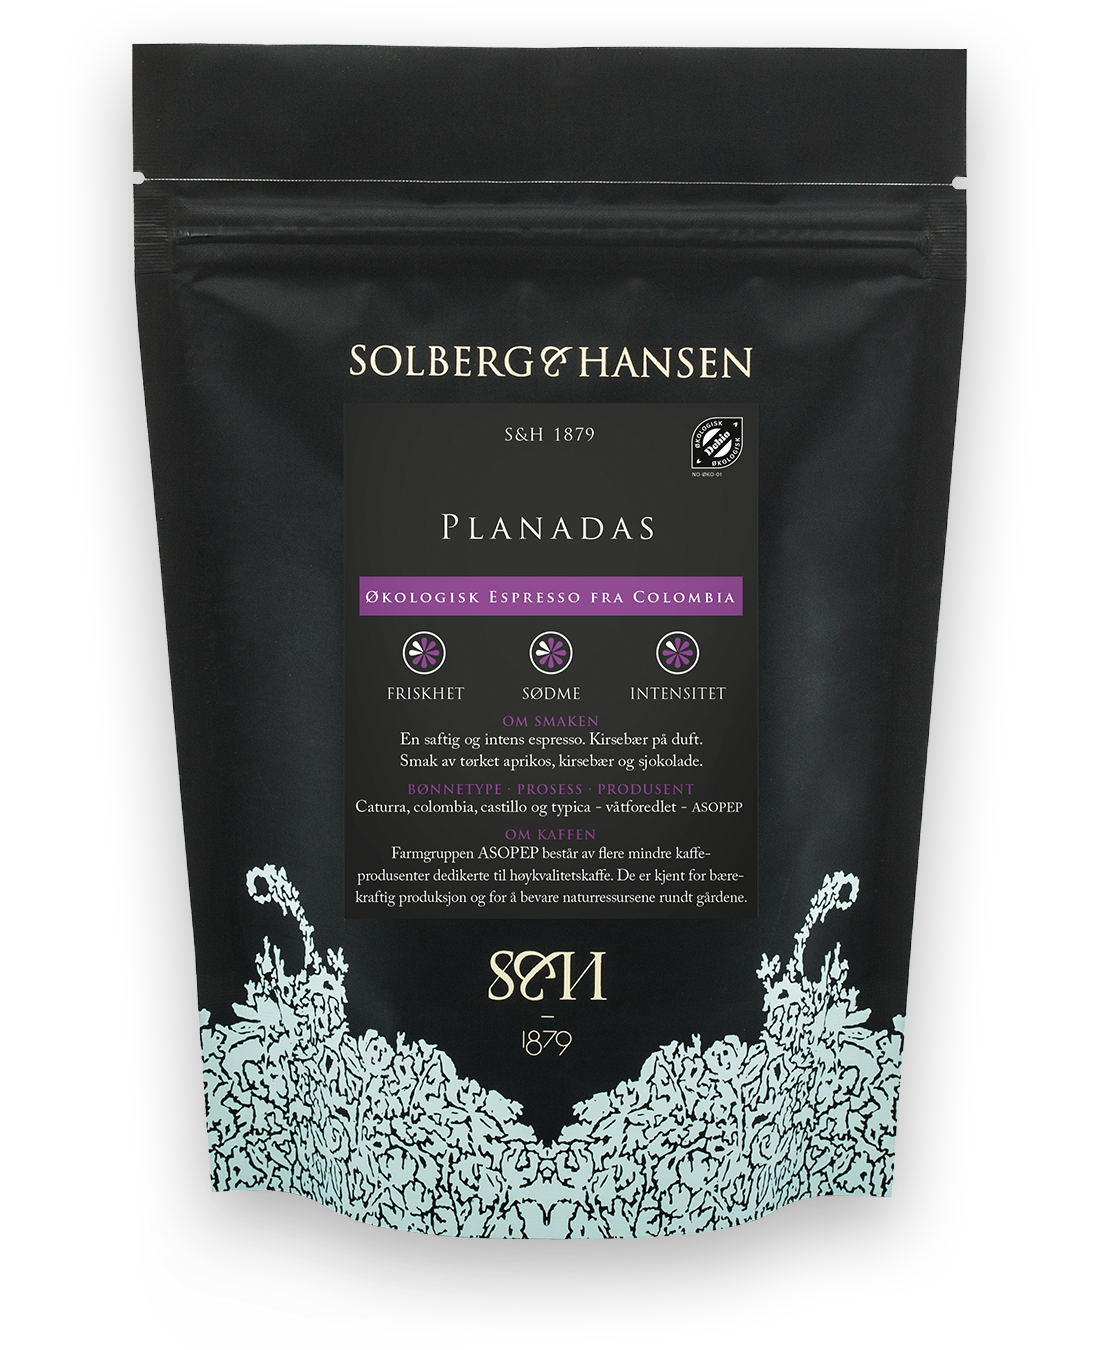 SOLBERG & HANSEN
S&H 1879
ØKOLOGISK
Debio
ØKOLOGISK
NO-ØKO-01
PLANADAS
ØKOLOGISK ESPRESSO FRA COLOMBIA
FRISKHET SØDME INTENSITET
OM SMAKEN
En saftig og intens espresso. Kirsebær på duft.
Smak av tørket aprikos, kirsebær og sjokolade.
BØNNETYPE · PROSESS · PRODUSENT
Caturra, colombia, castillo og typica - våtforedlet - ASOPEP
OM KAFFEN
Farmgruppen ASOPEP består av flere mindre kaffe-
produsenter dedikerte til høykvalitetskaffe. De er kjent for bære-
kraftig produksjon og for å bevare naturressursene rundt gårdene.
S&H
1879